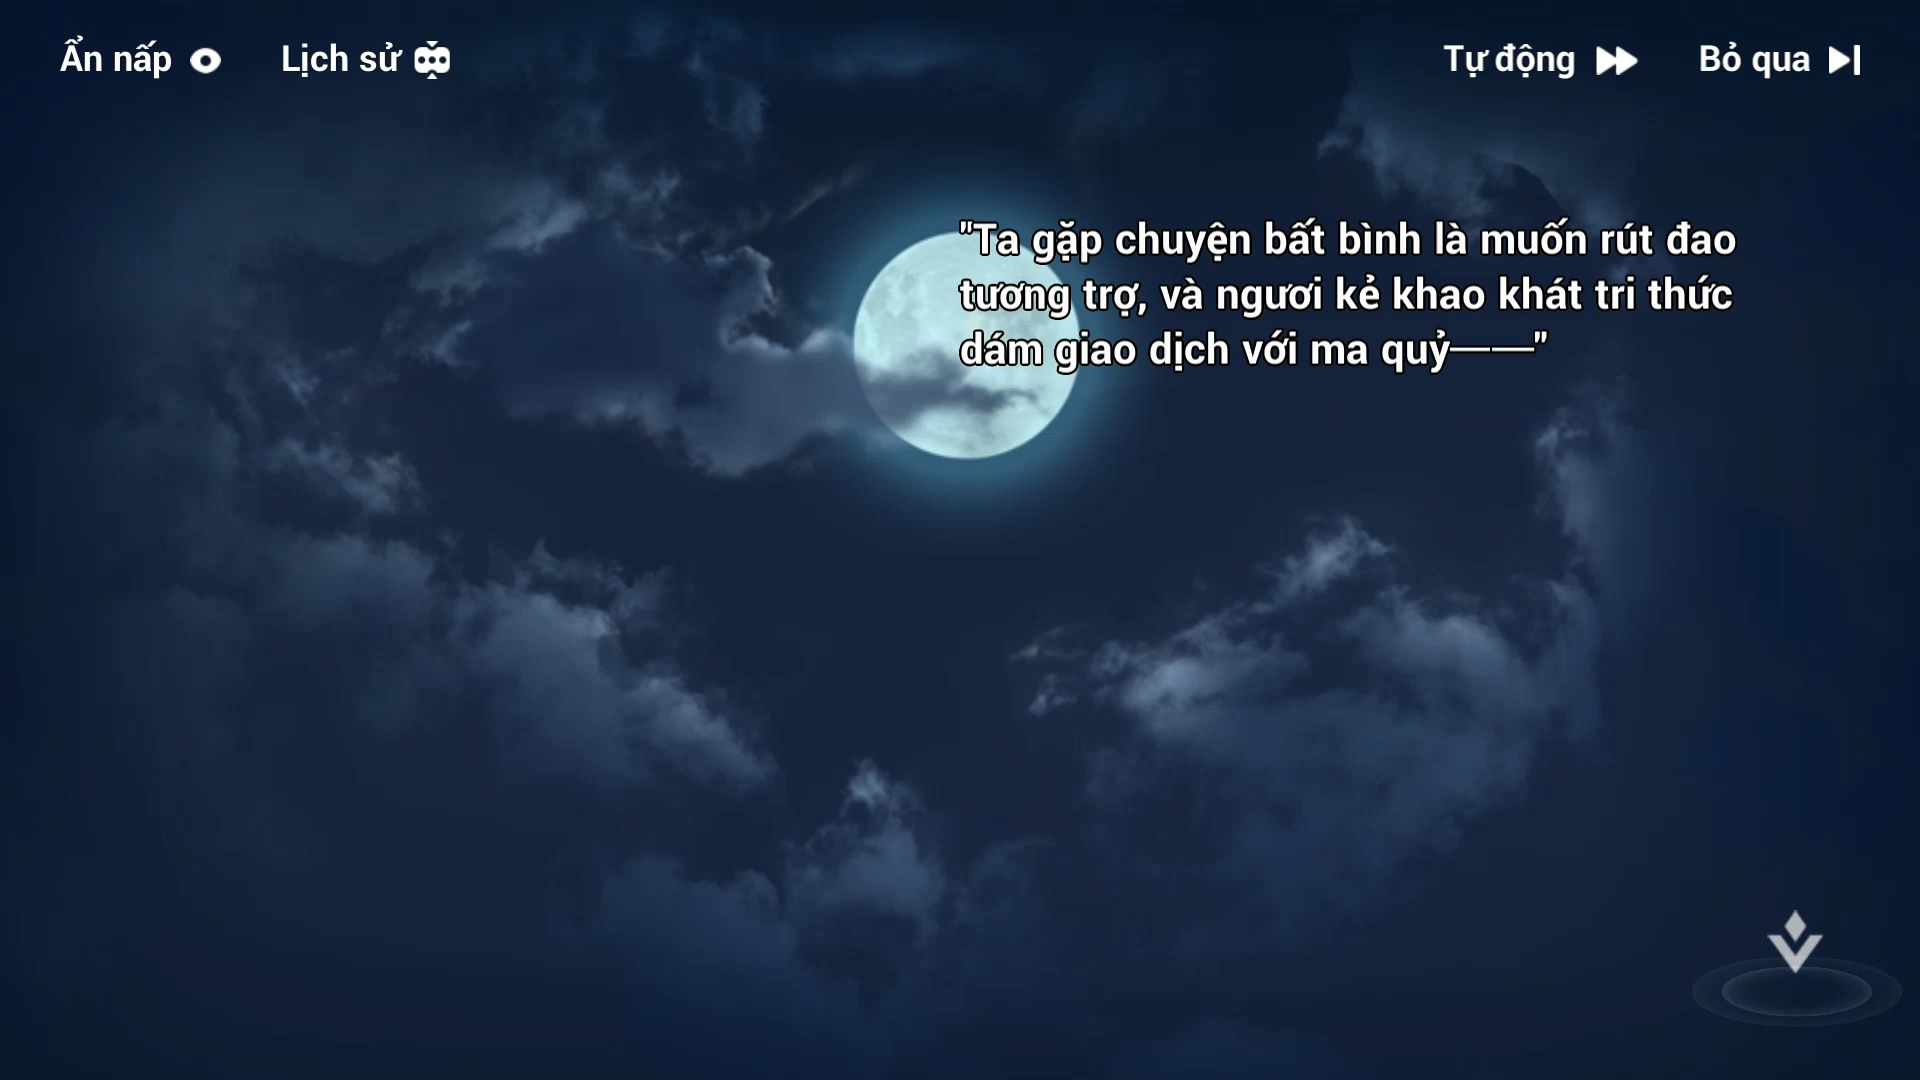 Ẩn nấp
Lịch sử
Tự động
Bỏ qua
"Ta gặp chuyện bất bình là muốn rút đao
tương trợ, và ngươi kẻ khao khát tri thức
dám giao dịch với ma quỷ——"